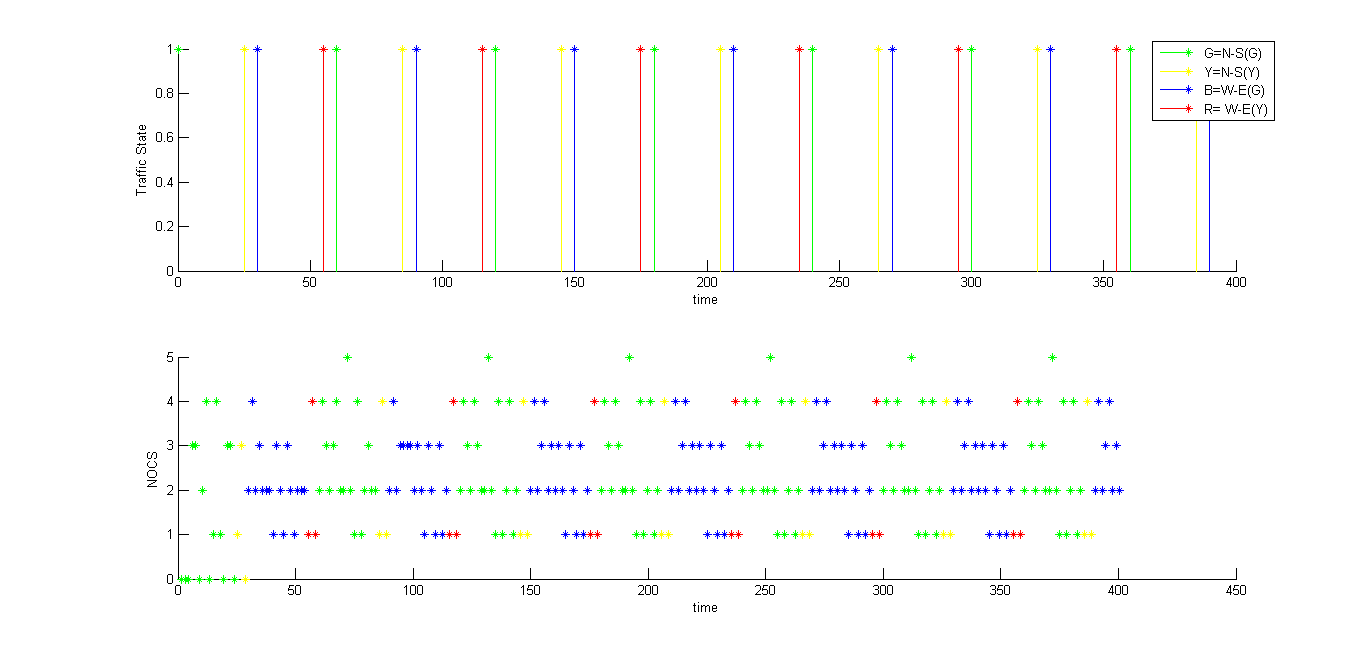 1
0.8
0.6
0.4
0.2
0
Traffic State
0 50 100 150 200 250 300 350 400
time
G=N-S(G)
Y=N-S(Y)
B=W-E(G)
R= W-E(Y)
5
4
3
2
1
0
NOCS
0 50 100 150 200 250 300 350 400 450
time